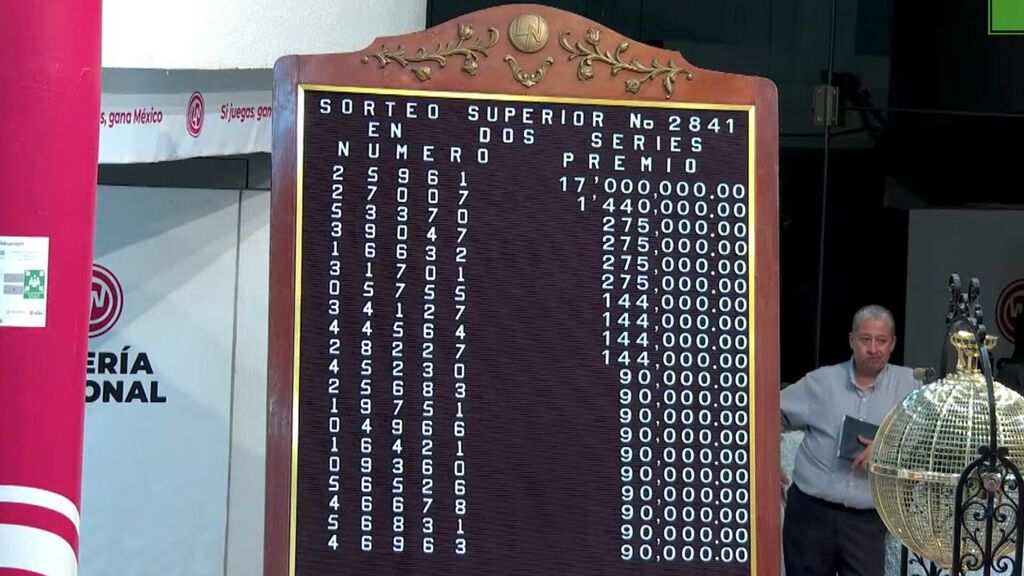 s, gana México
Si juegas, gan
SORTEO SUPERIOR No 2841
EN DOS SERIES
NUMERO PREMIO
2 5 9 6 1 17'000,000.00
2 7 0 0 7 1'440,000.00
5 3 3 7 0 275,000.00
3 9 0 4 7 275,000.00
1 6 6 3 2 275,000.00
3 1 7 0 1 275,000.00
0 5 7 5 5 144,000.00
3 4 1 2 7 144,000.00
4 4 5 6 4 144,000.00
2 8 2 2 7 144,000.00
4 5 2 3 0 90,000.00
2 5 6 8 3 90,000.00
1 9 7 5 1 90,000.00
0 4 9 6 6 90,000.00
1 6 4 2 1 90,000.00
0 9 3 6 0 90,000.00
5 6 5 2 6 90,000.00
4 6 6 7 8 90,000.00
5 6 8 3 1 90,000.00
4 6 9 6 3 90,000.00
ERÍA
ONAL